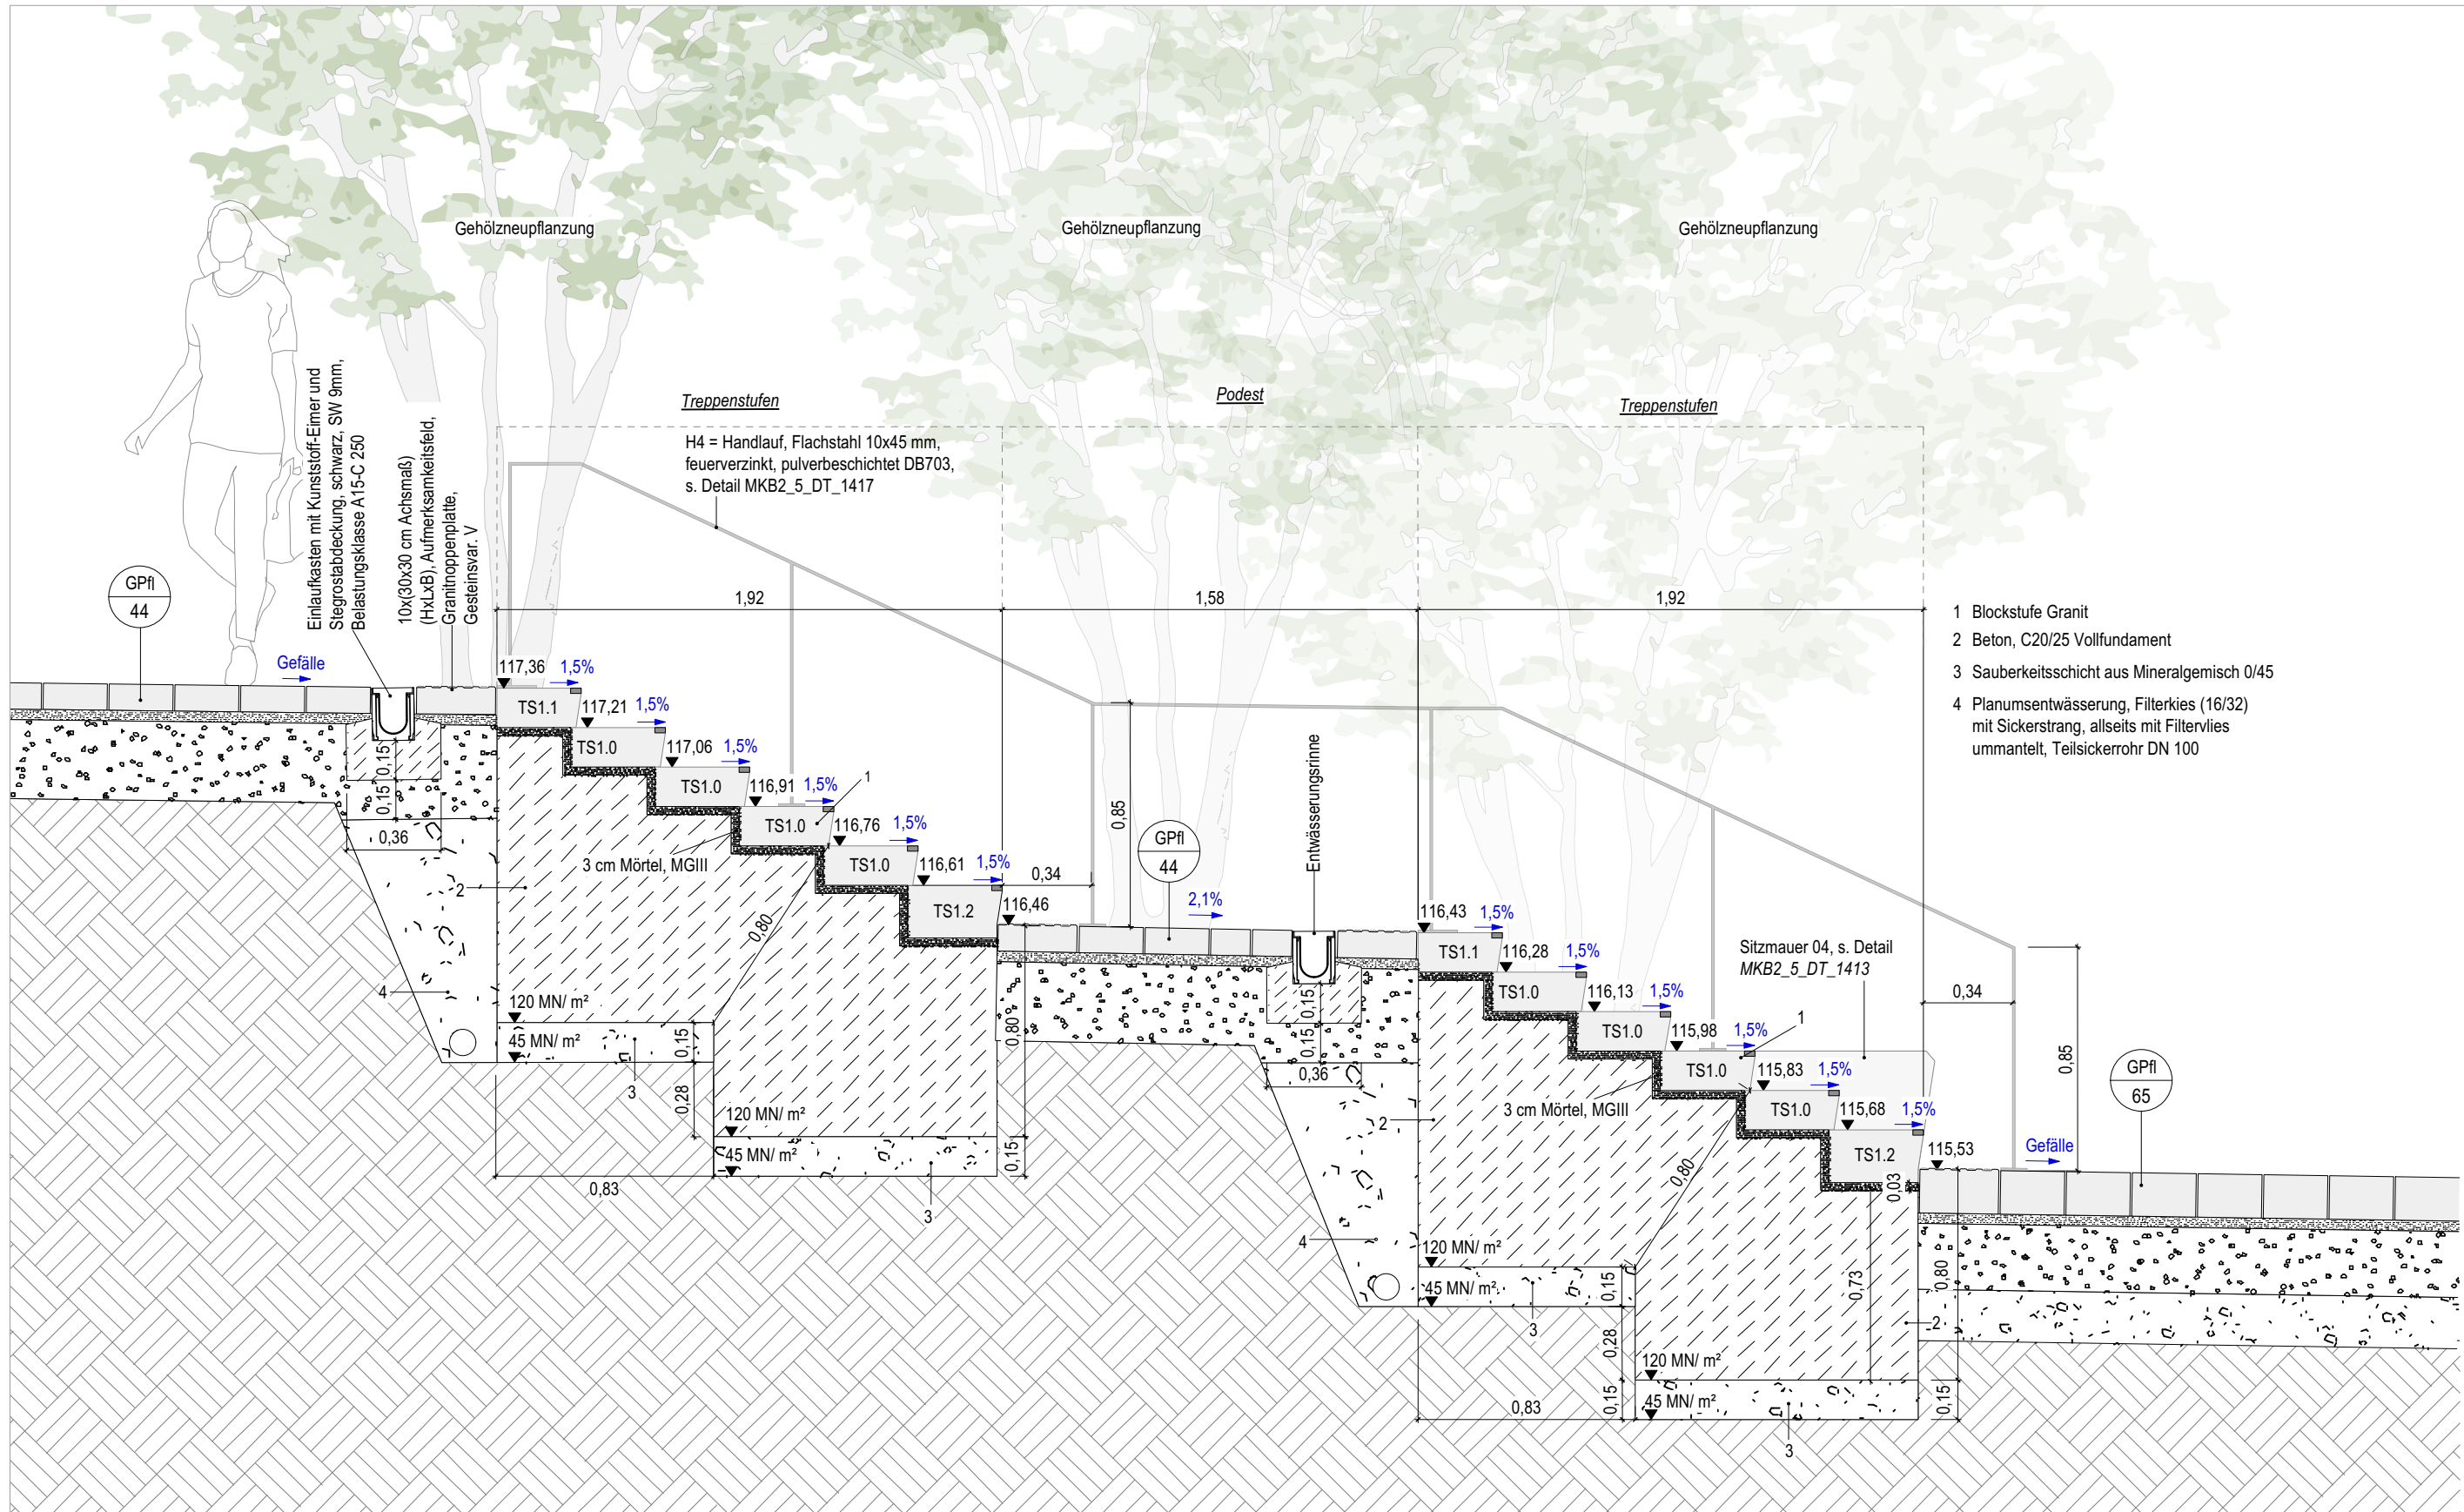 Gehölzneupflanzung
Gehölzneupflanzung
Gehölzneupflanzung
Einlaufkasten mit Kunststoff-Eimer und
Stegrostabdeckung, schwarz, SW 9mm,
Belastungsklasse A15-C 250
10x(30x30 cm Achsmaß)
(HxLxB), Aufmerksamkeitsfeld,
Granitnoppenplatte,
Gesteinsvar. V
Treppenstufen
Podest
Treppenstufen
H4 = Handlauf, Flachstahl 10x45 mm,
feuerverzinkt, pulverbeschichtet DB703,
s. Detail MKB2_5_DT_1417
GPfl
44
1,92
1,58
1,92
1 Blockstufe Granit
2 Beton, C20/25 Vollfundament
3 Sauberkeitsschicht aus Mineralgemisch 0/45
4 Planumsentwässerung, Filterkies (16/32)
mit Sickerstrang, allseits mit Filtervlies
ummantelt, Teilsickerrohr DN 100
Gefälle
117,36 1,5%
TS1.1
117,21 1,5%
TS1.0
117,06 1,5%
TS1.0
116,91 1,5%
1
TS1.0
116,76 1,5%
TS1.0
116,61 1,5%
TS1.2
116,46
0,34
0,85
0,15
0,15
0,36
3 cm Mörtel, MGIII
2
0,80
4
120 MN/ m²
45 MN/ m²
0,15
3
0,28
120 MN/ m²
45 MN/ m²
0,80
0,15
0,83
3
GPfl
44
2,1%
Entwässerungsrinne
116,43 1,5%
TS1.1
116,28 1,5%
TS1.0
116,13 1,5%
TS1.0
115,98 1,5%
1
TS1.0
115,83 1,5%
TS1.0
115,68 1,5%
TS1.2
115,53
0,03
Sitzmauer 04, s. Detail
MKB2_5_DT_1413
0,34
0,85
GPfl
65
Gefälle
0,15
0,15
0,36
3 cm Mörtel, MGIII
2
0,80
4
120 MN/ m²
45 MN/ m²
0,15
3
0,28
0,73
0,80
2
120 MN/ m²
45 MN/ m²
0,15
0,15
0,83
3